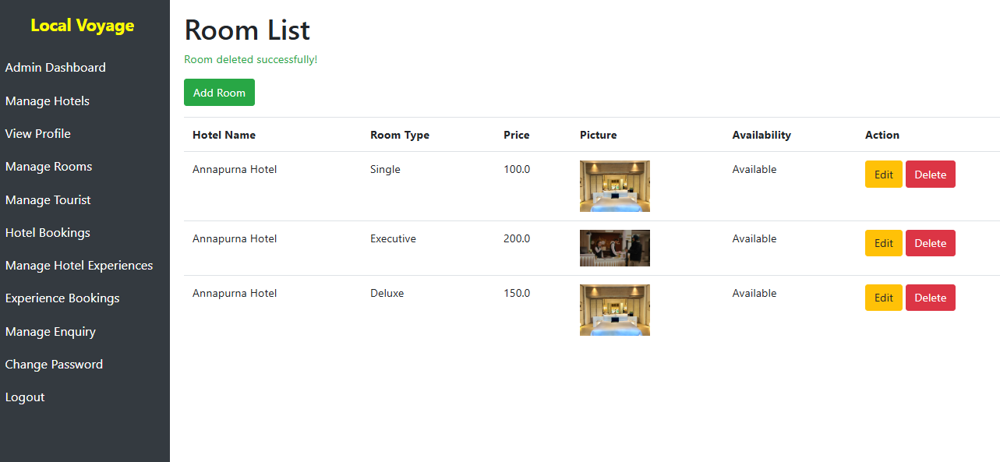 Local Voyage
Admin Dashboard
Manage Hotels
View Profile
Manage Rooms
Manage Tourist
Hotel Bookings
Manage Hotel Experiences
Experience Bookings
Manage Enquiry
Change Password
Logout
Room List
Room deleted successfully!
Add Room
Hotel Name Room Type Price Picture Availability Action
Annapurna Hotel Single 100.0 Available Edit Delete
Annapurna Hotel Executive 200.0 Available Edit Delete
Annapurna Hotel Deluxe 150.0 Available Edit Delete